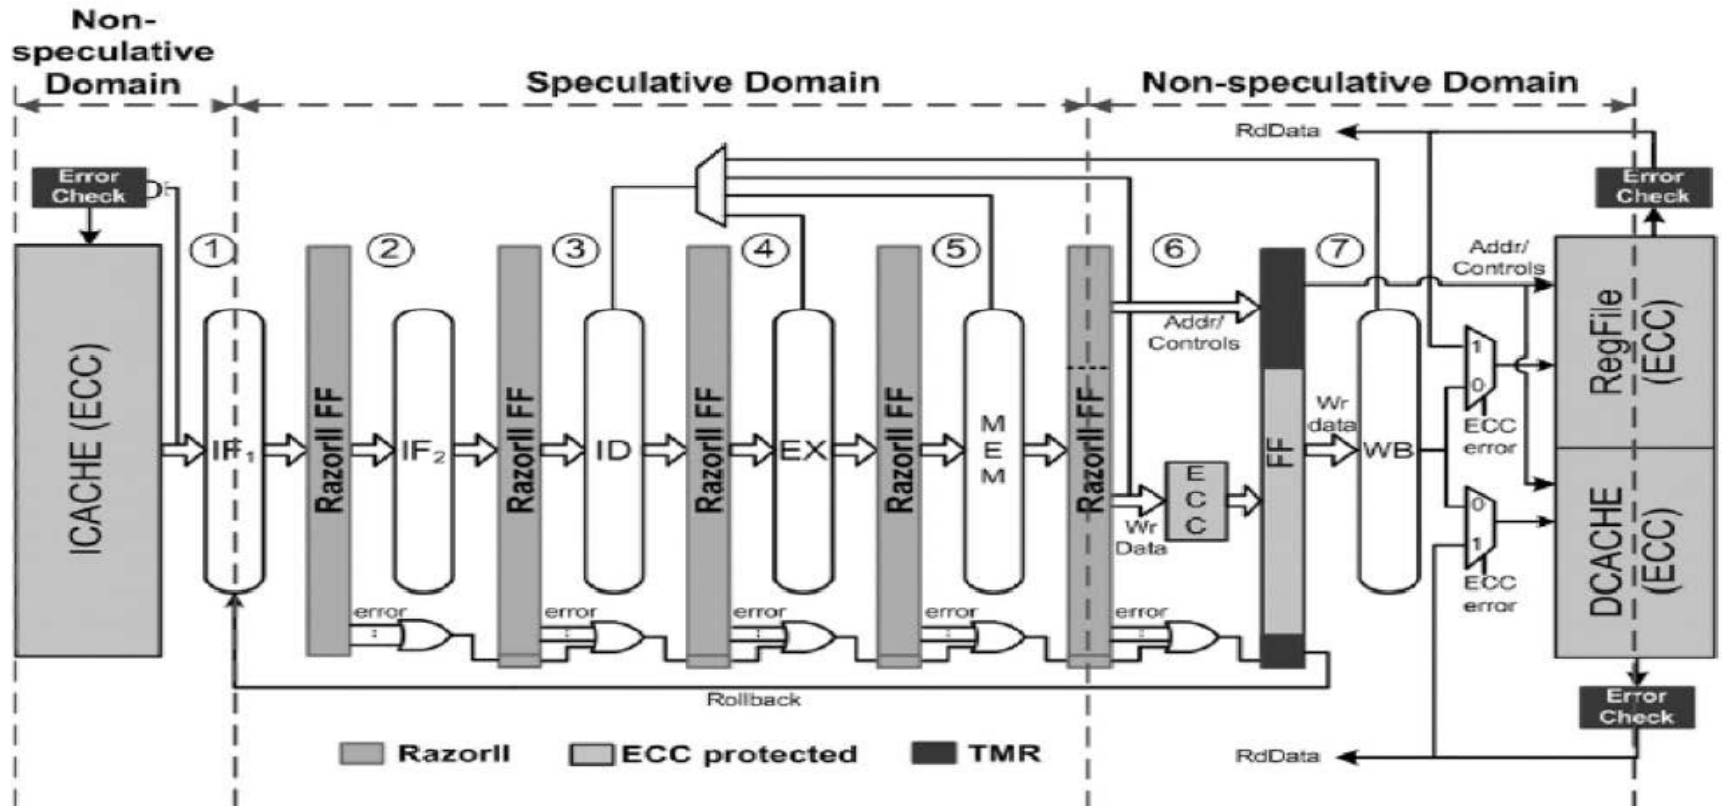 Non-
speculative
Domain
Speculative Domain
Non-speculative Domain
RdData
Error
Check
Error
Check
1
2
3
4
5
6
7
Addr/
Controls
ICACHE (ECC)
IF1
RazorII FF
IF2
RazorII FF
ID
RazorII FF
EX
RazorII FF
M
E
M
RazorII FF
Addr/
Controls
Wr
Data
E
C
C
FF
Wr
data
WB
1
0
ECC
error
0
1
ECC
error
RegFile
(ECC)
DCACHE
(ECC)
error
error
error
error
error
Rollback
Error
Check
RdData
RazorII
ECC protected
TMR